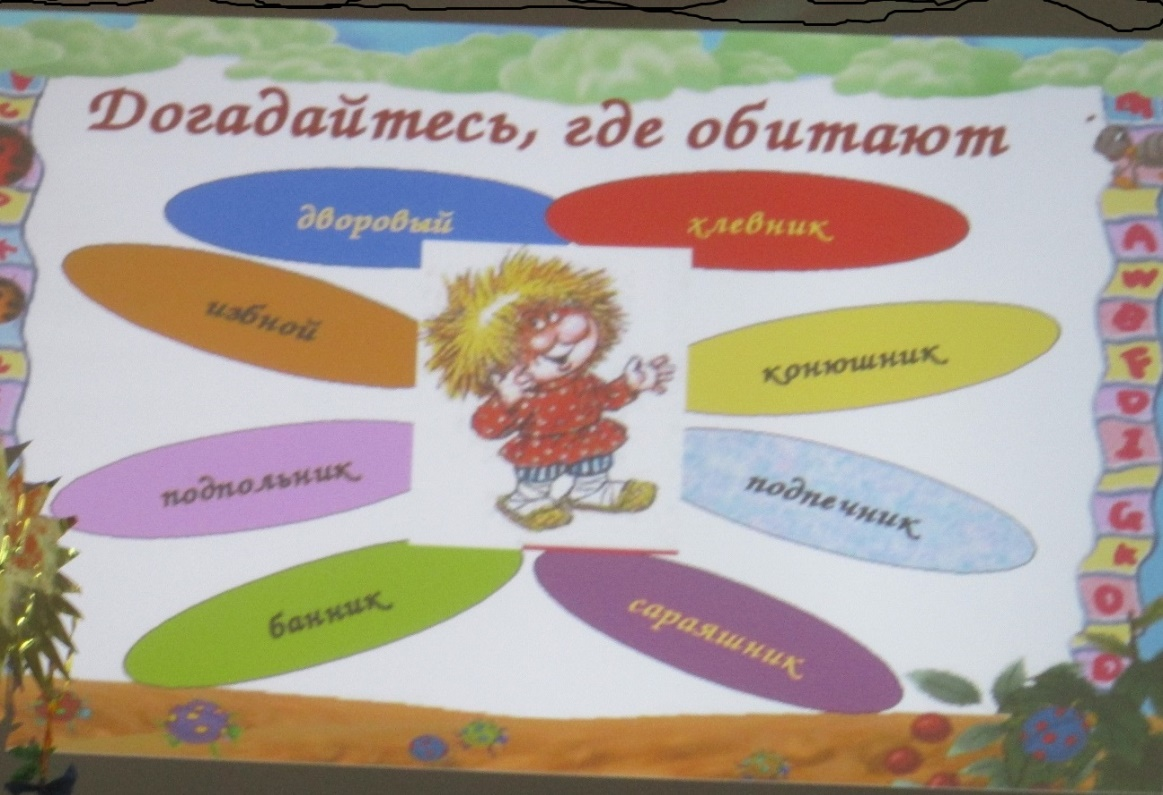 Догадайтесь, где обитают
дворовый
хлевник
избной
конюшник
подпольник
подпечник
банник
сараяшник